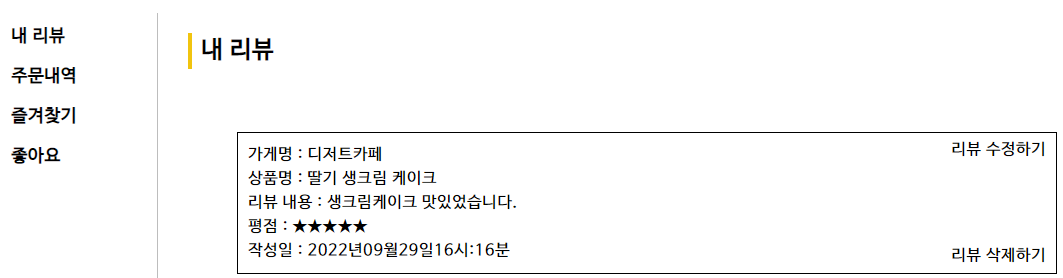 내 리뷰
주문내역
즐겨찾기
좋아요
내 리뷰
가게명 : 디저트카페
상품명 : 딸기 생크림 케이크
리뷰 내용 : 생크림케이크 맛있었습니다.
평점 : ★★★★★
작성일 : 2022년09월29일16시:16분
리뷰 수정하기
리뷰 삭제하기